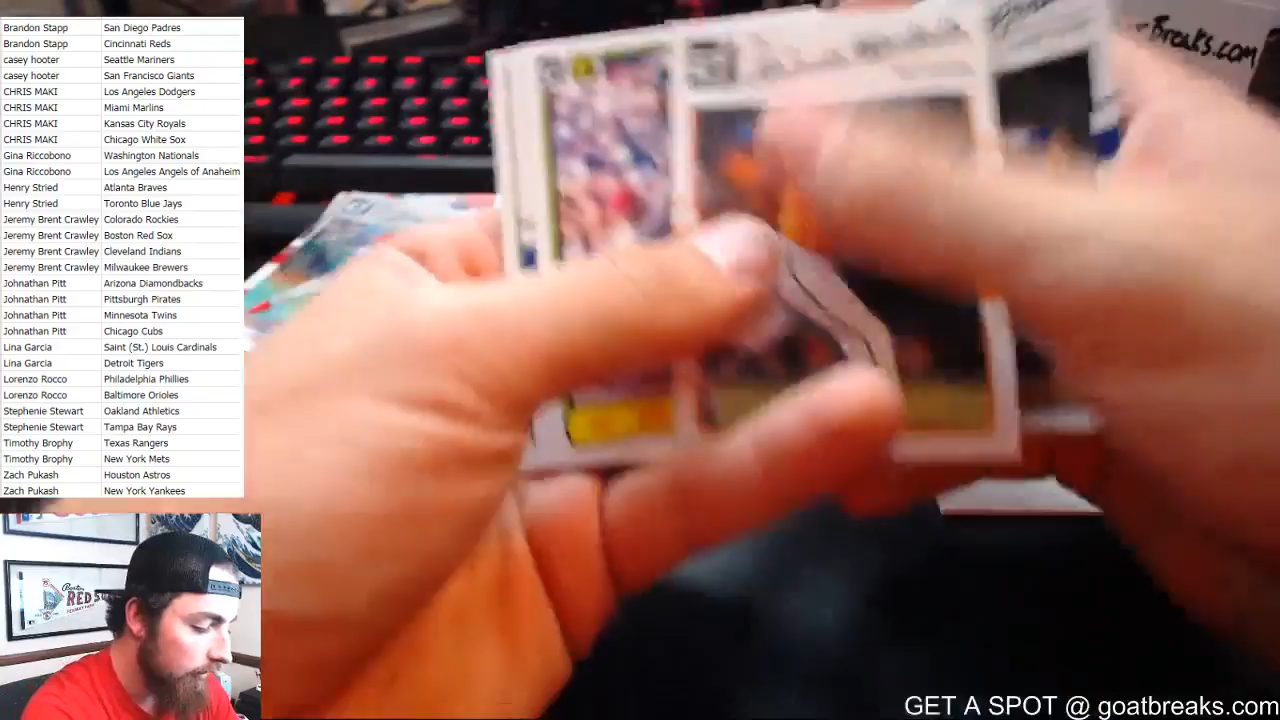 Brandon Stapp San Diego Padres
Brandon Stapp Cincinnati Reds
casey hooter Seattle Mariners
casey hooter San Francisco Giants
CHRIS MAKI Los Angeles Dodgers
CHRIS MAKI Miami Marlins
CHRIS MAKI Kansas City Royals
CHRIS MAKI Chicago White Sox
Gina Riccobono Washington Nationals
Gina Riccobono Los Angeles Angels of Anaheim
Henry Stried Atlanta Braves
Henry Stried Toronto Blue Jays
Jeremy Brent Crawley Colorado Rockies
Jeremy Brent Crawley Boston Red Sox
Jeremy Brent Crawley Cleveland Indians
Jeremy Brent Crawley Milwaukee Brewers
Johnathan Pitt Arizona Diamondbacks
Johnathan Pitt Pittsburgh Pirates
Johnathan Pitt Minnesota Twins
Johnathan Pitt Chicago Cubs
Lina Garcia Saint (St.) Louis Cardinals
Lina Garcia Detroit Tigers
Lorenzo Rocco Philadelphia Phillies
Lorenzo Rocco Baltimore Orioles
Stephenie Stewart Oakland Athletics
Stephenie Stewart Tampa Bay Rays
Timothy Brophy Texas Rangers
Timothy Brophy New York Mets
Zach Pukash Houston Astros
Zach Pukash New York Yankees
Breaks.com
Boston
RED S
GET A SPOT @ goatbreaks.com